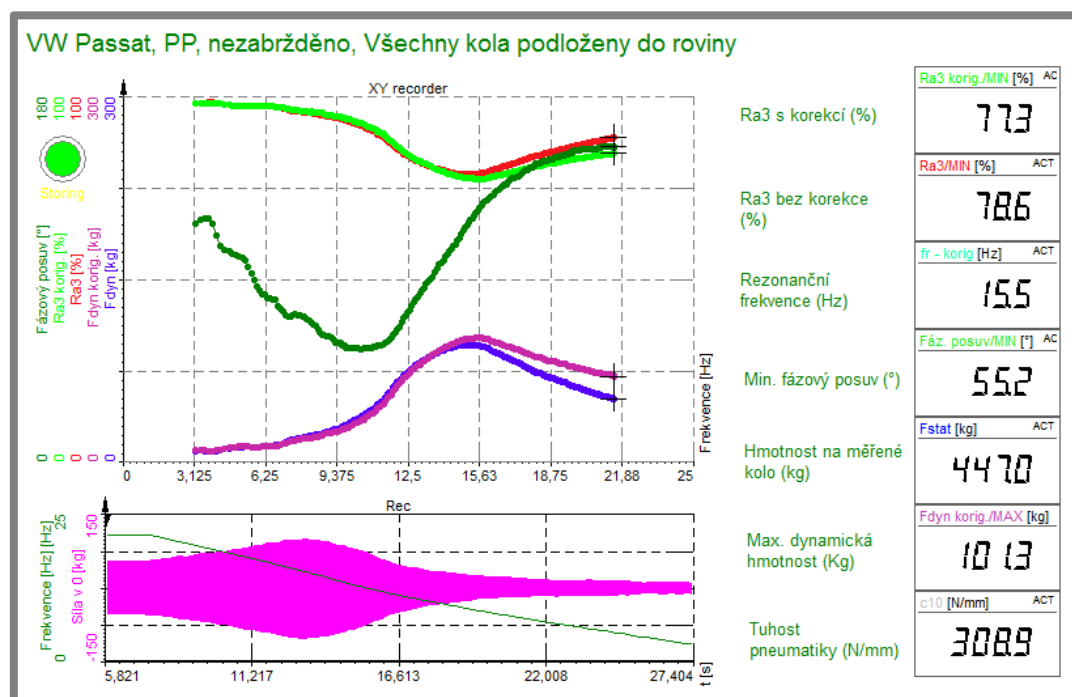 VW Passat, PP, nezabržděno, Všechny kola podloženy do roviny
XY recorder
180
100
100
300
300
Storing
Fázový posuv [°]
Ra3 korig. [%]
Ra3 [%]
Fdyn korig. [kg]
Fdyn [kg]
0
0
0
0
0
0
3,125
6,25
9,375
12,5
15,63
18,75
21,88
25
Frekvence [Hz]
Rec
Frekvence [Hz] [Hz]
0
25
Síla v 0 [kg]
-150
150
5,821
11,217
16,613
22,008
27,404
t [s]
Ra3 s korekcí (%)
Ra3 korig./MIN [%] AC
77.3
Ra3 bez korekce
(%)
Ra3/MIN [%] ACT
78.6
Rezonanční
frekvence (Hz)
fr - korig [Hz] ACT
15.5
Min. fázový posuv (°)
Fáz. posuv/MIN [°] AC
55.2
Hmotnost na měřené
kolo (kg)
Fstat [kg] ACT
447.0
Max. dynamická
hmotnost (Kg)
Fdyn korig./MAX [kg]
101.3
Tuhost
pneumatiky (N/mm)
c10 [N/mm] ACT
308.9